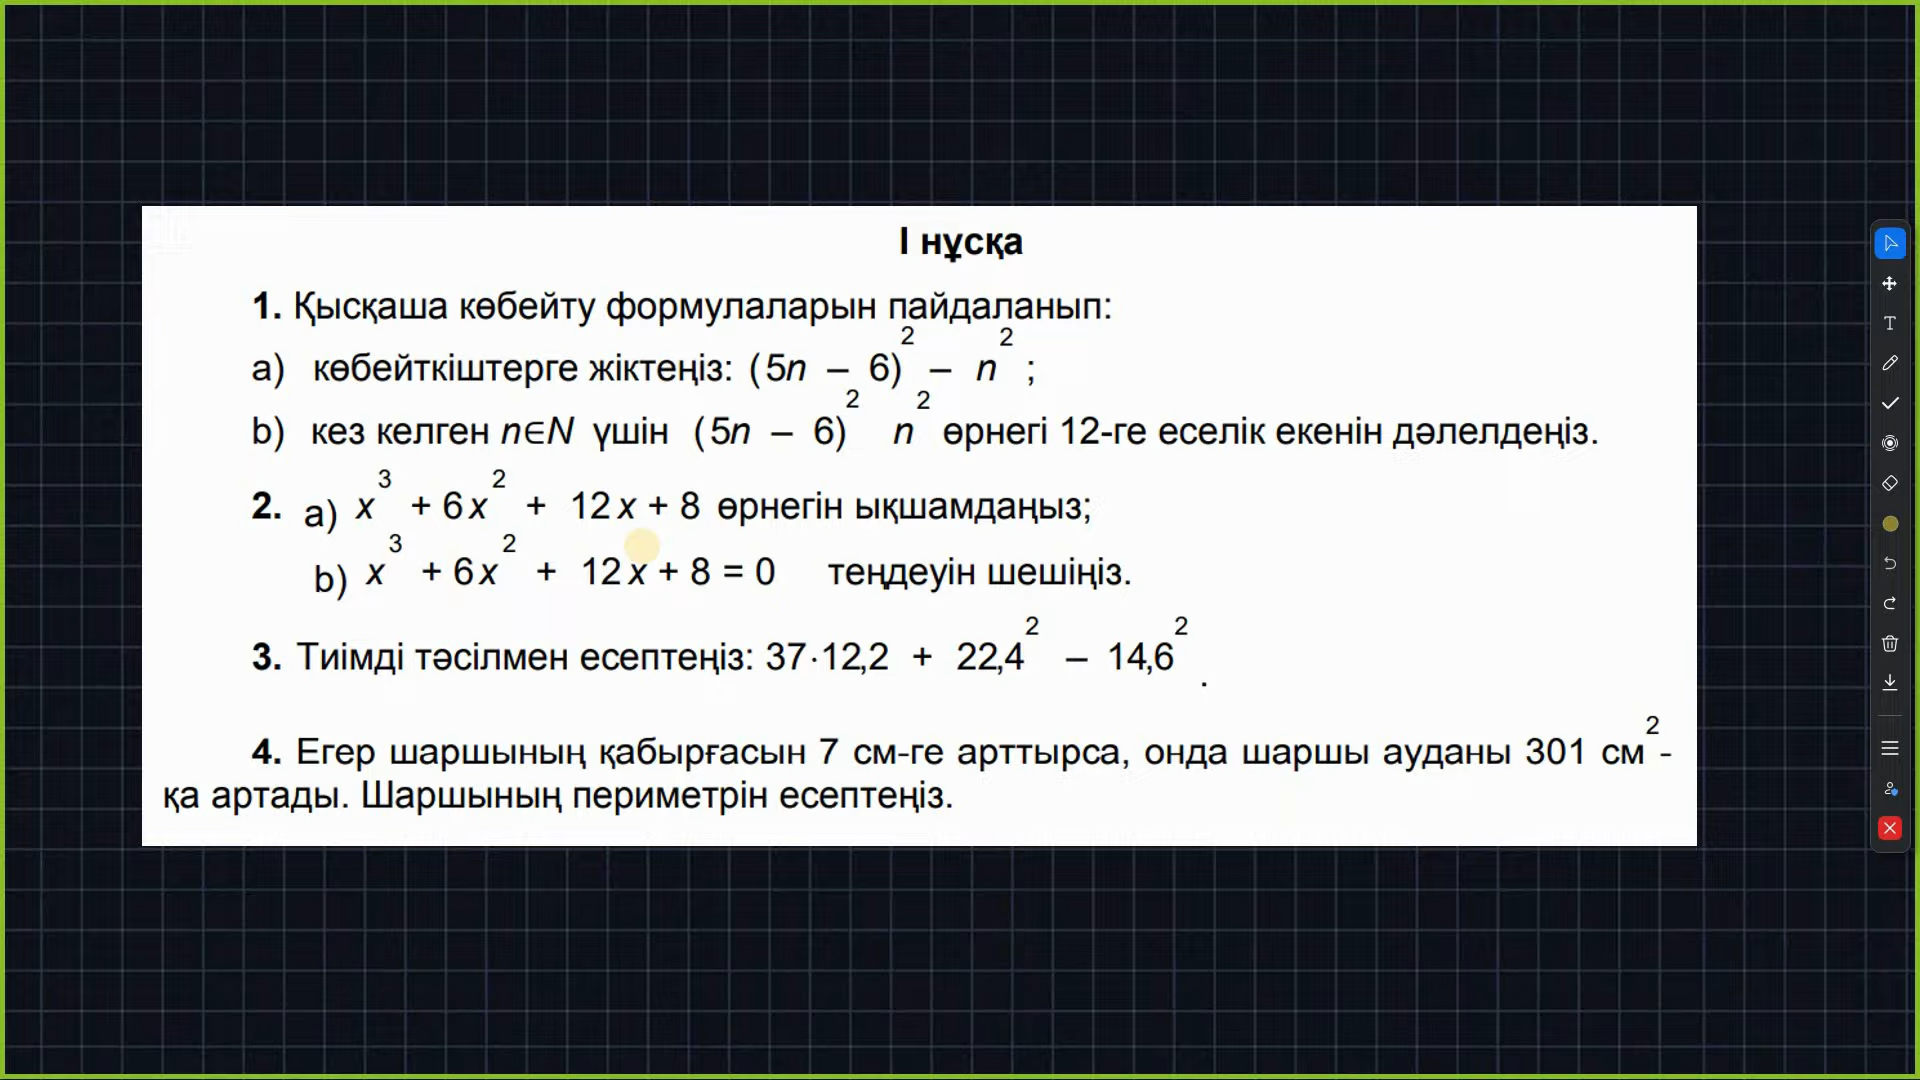 I нұсқа
1. Қысқаша көбейту формулаларын пайдаланып:
a) көбейткіштерге жіктеңіз: (5n – 6)² – n² ;
b) кез келген n∈N үшін (5n – 6)² n² өрнегі 12-ге еселік екенін дәлелдеңіз.
2. a) x³ + 6x² + 12x + 8 өрнегін ықшамдаңыз;
b) x³ + 6x² + 12x + 8 = 0 теңдеуін шешіңіз.
3. Тиімді тәсілмен есептеңіз: 37·12,2 + 22,4² – 14,6² .
4. Егер шаршының қабырғасын 7 см-ге арттырса, онда шаршы ауданы 301 см²-
қа артады. Шаршының периметрін есептеңіз.